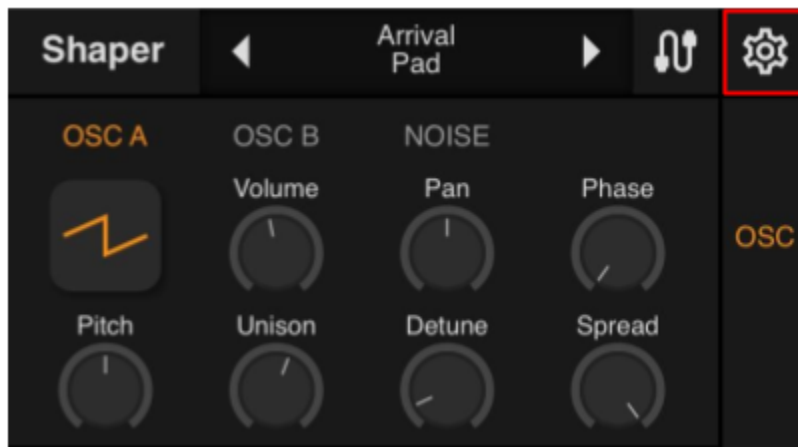 Shaper
Arrival
Pad
OSC A
OSC B
NOISE
Volume
Pan
Phase
OSC
Pitch
Unison
Detune
Spread